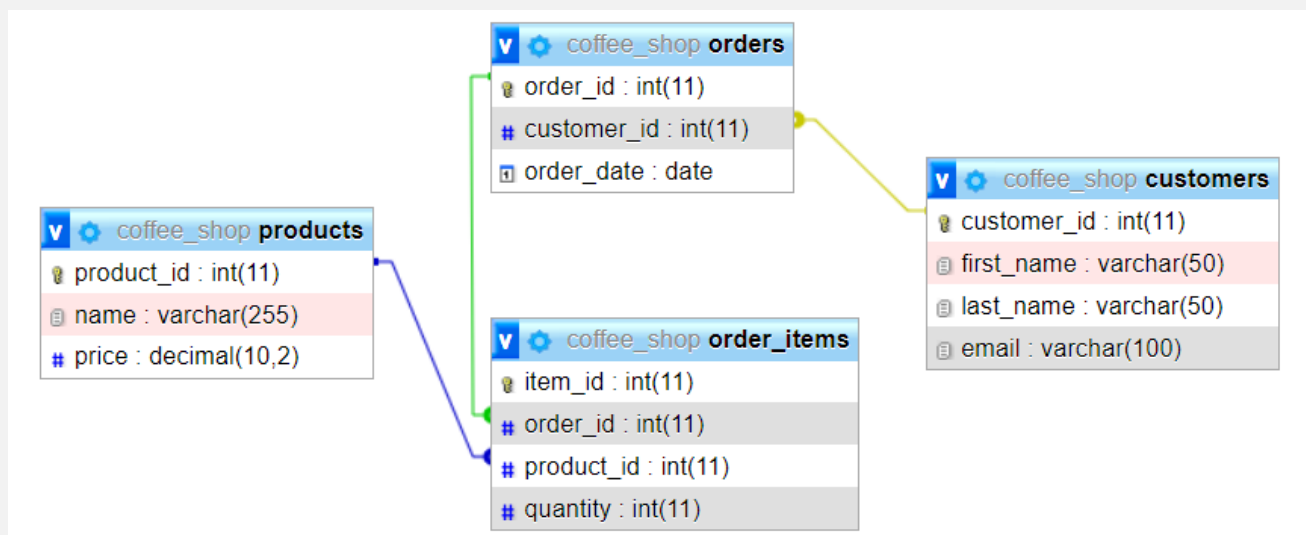 v coffee_shop orders
order_id : int(11)
# customer_id : int(11)
order_date : date
v coffee_shop products
product_id : int(11)
name : varchar(255)
# price : decimal(10,2)
v coffee_shop order_items
item_id : int(11)
# order_id : int(11)
# product_id : int(11)
# quantity : int(11)
v coffee_shop customers
customer_id : int(11)
first_name : varchar(50)
last_name : varchar(50)
email : varchar(100)